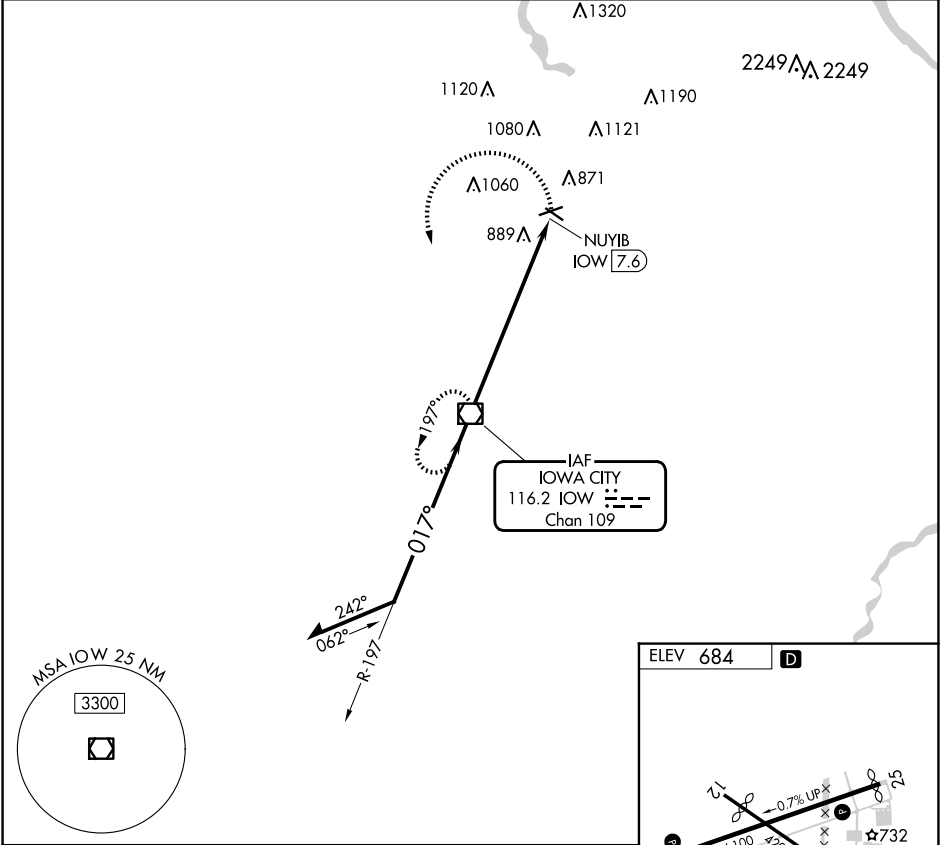 1320
2249 2249
1120
1190
1080
1121
1060
871
889
NUYIB
IOW 7.6
197°
IAF
IOWA CITY
116.2 IOW
Chan 109
017°
242°
062°
R-197
MSA IOW 25 NM
3300
ELEV 684 D
12
25
0.7% UP
P
732